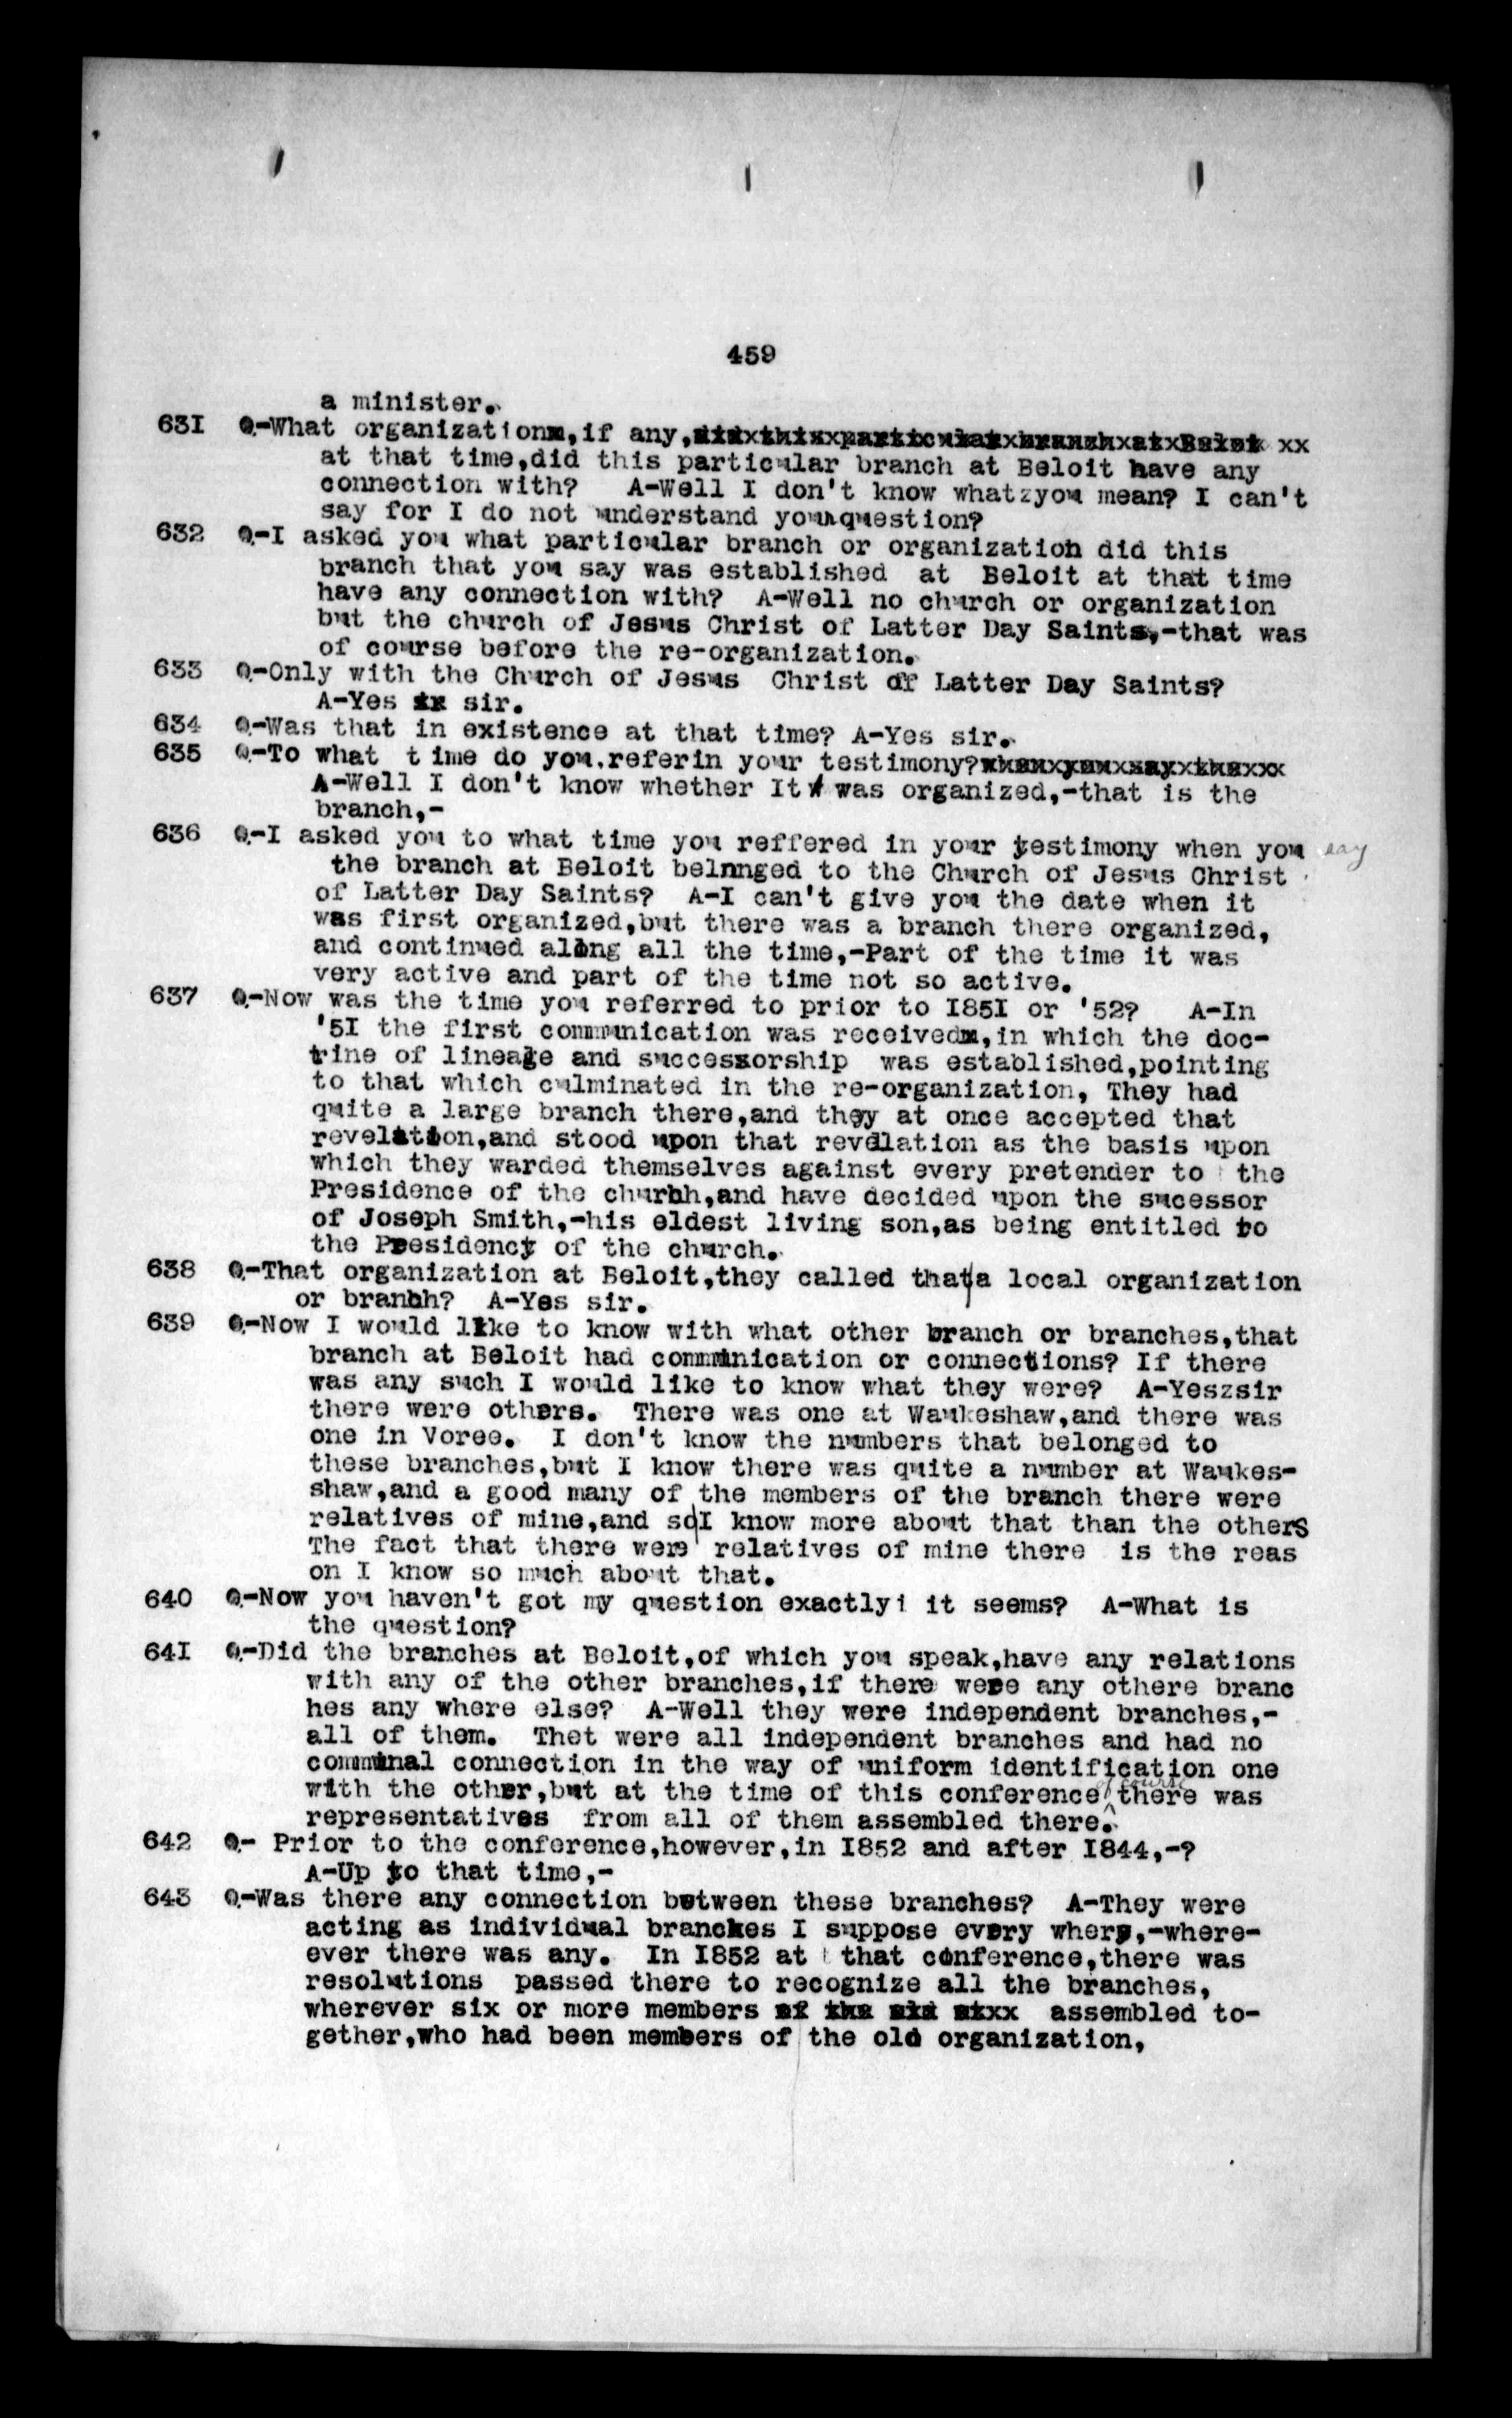 459
a minister.
631 Q.-What organization,if any, xx
at that time,did this particular branch at Beloit have any
connection with? A-Well I don't know whatzyou mean? I can't
say for I do not understand your question?
632 Q.-I asked you what particular branch or organization did this
branch that you say was established at Beloit at that time
have any connection with? A-Well no church or organization
but the church of Jesus Christ of Latter Day Saints,-that was
of course before the re-organization.
633 Q.-Only with the Church of Jesus Christ of Latter Day Saints?
A-Yes sir.
634 Q.-Was that in existence at that time? A-Yes sir.
635 Q.-To what t ime do you.referin your testimony?
A-Well I don't know whether It was organized,-that is the
branch,-
636 Q.-I asked you to what time you reffered in your testimony when you say
the branch at Beloit belnnged to the Church of Jesus Christ
of Latter Day Saints? A-I can't give you the date when it
was first organized,but there was a branch there organized,
and continued along all the time,-Part of the time it was
very active and part of the time not so active.
637 Q.-Now was the time you referred to prior to I85I or '52? A-In
'5I the first communication was received,in which the doc-
trine of lineage and successorship was established,pointing
to that which culminated in the re-organization, They had
quite a large branch there,and they at once accepted that
revelation,and stood upon that revelation as the basis upon
which they warded themselves against every pretender to the
Presidence of the church,and have decided upon the sucessor
of Joseph Smith,-his eldest living son,as being entitled to
the Presidency of the church.
638 Q.-That organization at Beloit,they called that a local organization
or branch? A-Yes sir.
639 Q.-Now I would like to know with what other branch or branches,that
branch at Beloit had communication or connections? If there
was any such I would like to know what they were? A-Yeszsir
there were others. There was one at Waukeshaw,and there was
one in Voree. I don't know the numbers that belonged to
these branches,but I know there was quite a number at Waukes-
shaw,and a good many of the members of the branch there were
relatives of mine,and so I know more about that than the others
The fact that there were relatives of mine there is the reas
on I know so much about that.
640 Q.-Now you haven't got my question exactly it seems? A-What is
the question?
64I Q.-Did the branches at Beloit,of which you speak,have any relations
with any of the other branches,if there were any othere branc
hes any where else? A-Well they were independent branches,-
all of them. Thet were all independent branches and had no
communal connection in the way of uniform identification one
with the other,but at the time of this conference of course there was
representatives from all of them assembled there.
642 Q- Prior to the conference,however,in I852 and after I844,-?
A-Up to that time,-
643 Q.-Was there any connection between these branches? A-They were
acting as individual branches I suppose every where,-where-
ever there was any. In I852 at that conference,there was
resolutions passed there to recognize all the branches,
wherever six or more members assembled to-
gether,who had been members of the old organization,